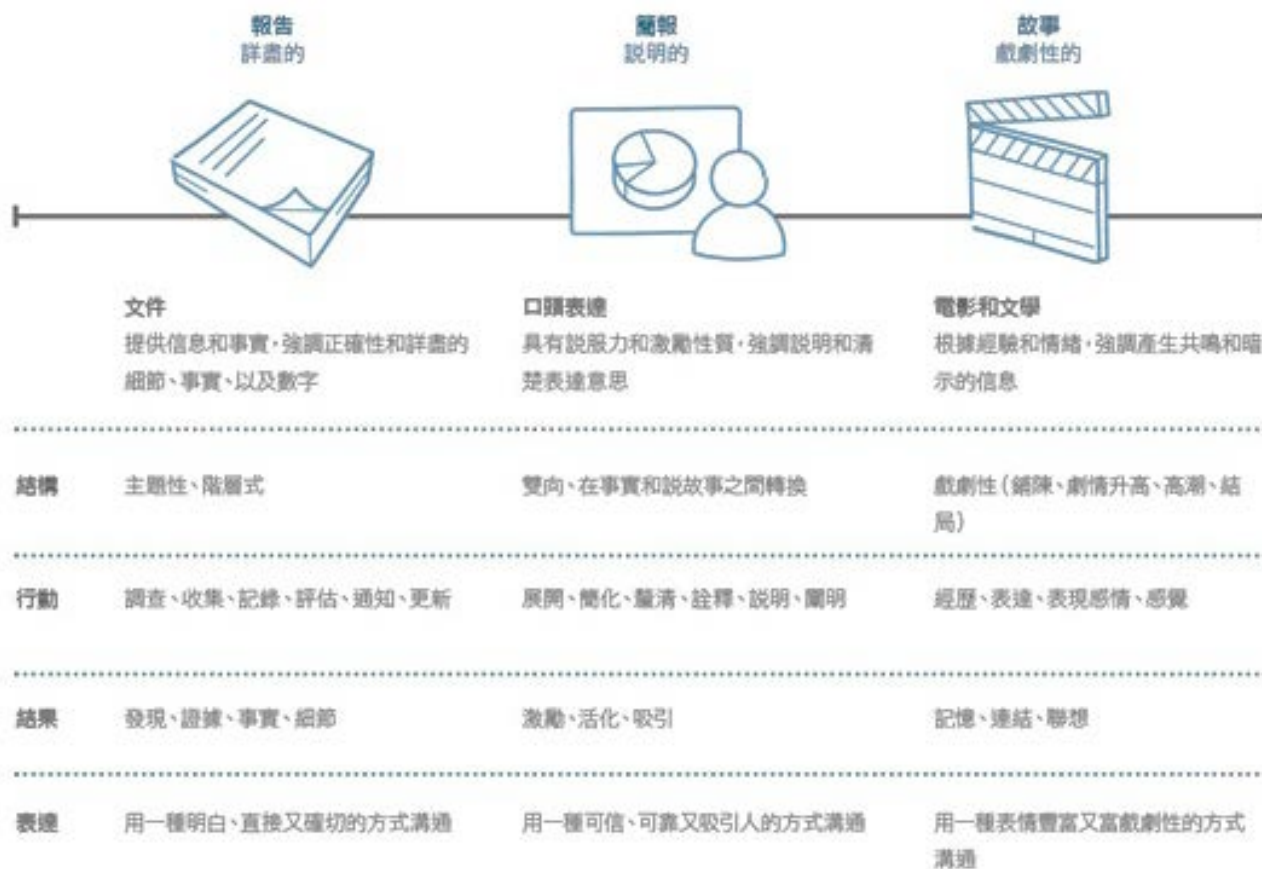 報告
詳盡的
簡報
説明的
故事
戲劇性的
文件
提供信息和事實，強調正確性和詳盡的
細節、事實、以及數字
口頭表達
具有説服力和激勵性質，強調説明和清
楚表達意思
電影和文學
根據經驗和情緒，強調產生共鳴和暗
示的信息
結構
主題性、階層式
雙向、在事實和説故事之間轉換
戲劇性（鋪陳、劇情升高、高潮、結
局）
行動
調查、收集、記錄、評估、通知、更新
展開、簡化、釐清、詮釋、説明、闡明
經歷、表達、表現感情、感覺
結果
發現、證據、事實、細節
激勵、活化、吸引
記憶、連結、聯想
表達
用一種明白、直接又確切的方式溝通
用一種可信、可靠又吸引人的方式溝通
用一種表情豐富又富戲劇性的方式
溝通